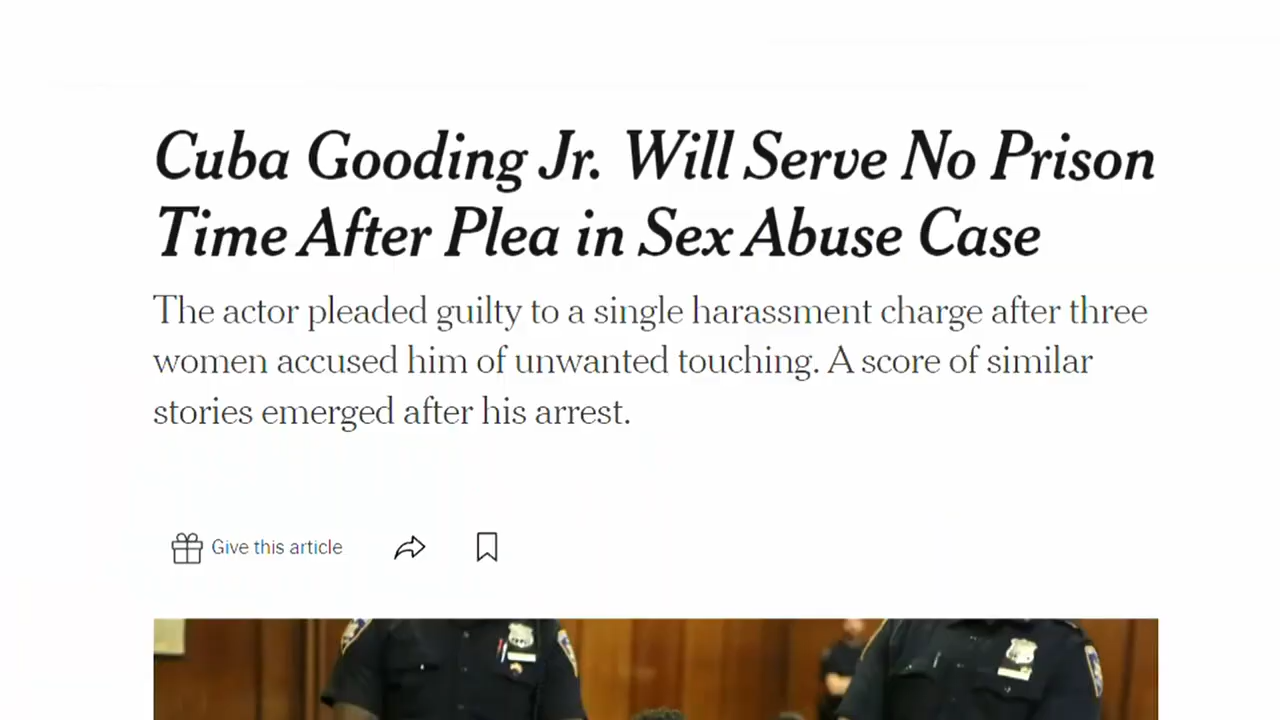 Cuba Gooding Jr. Will Serve No Prison
Time After Plea in Sex Abuse Case
The actor pleaded guilty to a single harassment charge after three
women accused him of unwanted touching. A score of similar
stories emerged after his arrest.
Give this article